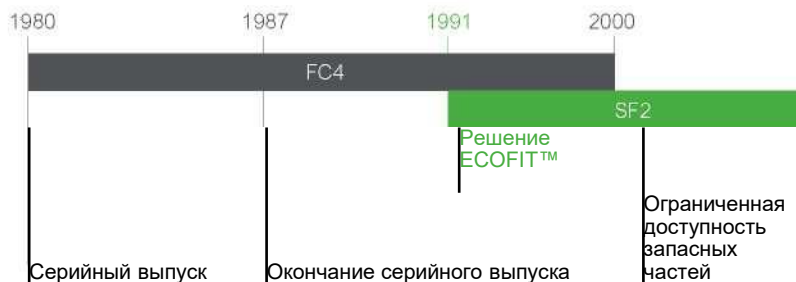 1980 1987 1991 2000
FC4
SF2
Решение
ECOFIT™
Ограниченная
доступность
запасных
частей
Серийный выпуск
Окончание серийного выпуска